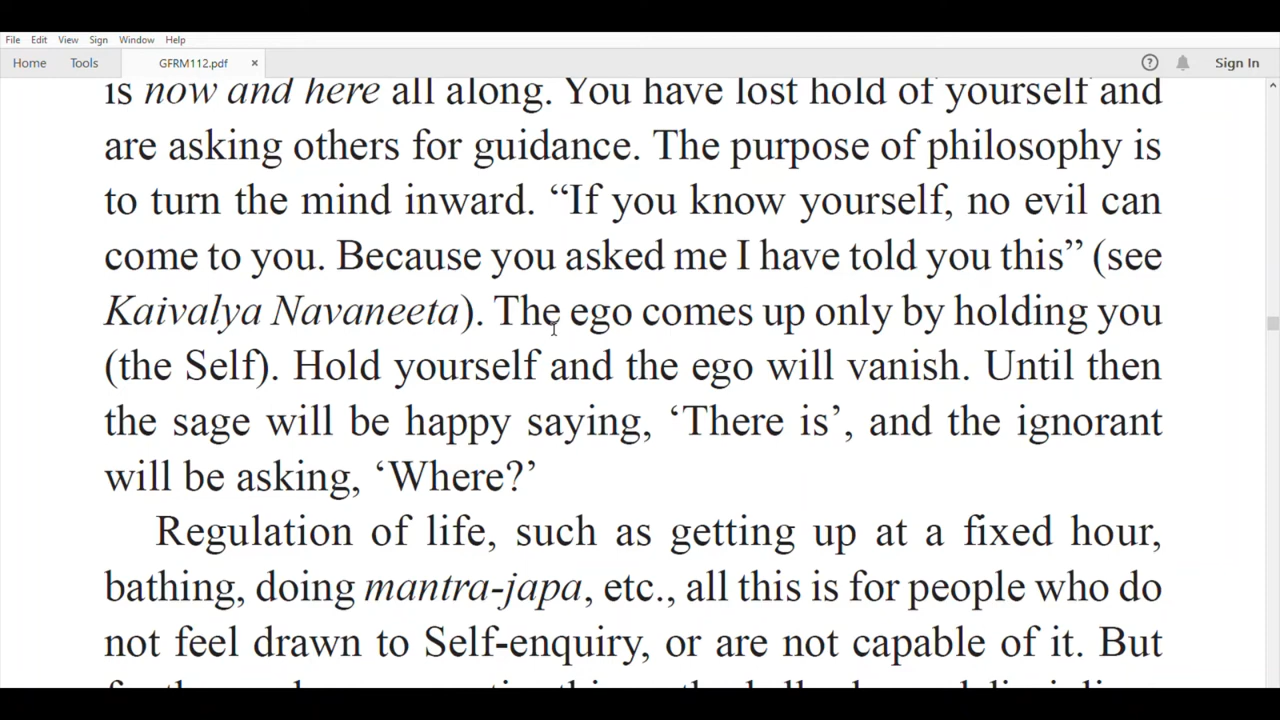 File Edit View Sign Window Help
Home Tools GFRM112.pdf × ? Sign In
is now and here all along. You have lost hold of yourself and
are asking others for guidance. The purpose of philosophy is
to turn the mind inward. “If you know yourself, no evil can
come to you. Because you asked me I have told you this” (see
Kaivalya Navaneeta). The ego comes up only by holding you
(the Self). Hold yourself and the ego will vanish. Until then
the sage will be happy saying, ‘There is’, and the ignorant
will be asking, ‘Where?’
Regulation of life, such as getting up at a fixed hour,
bathing, doing mantra-japa, etc., all this is for people who do
not feel drawn to Self-enquiry, or are not capable of it. But